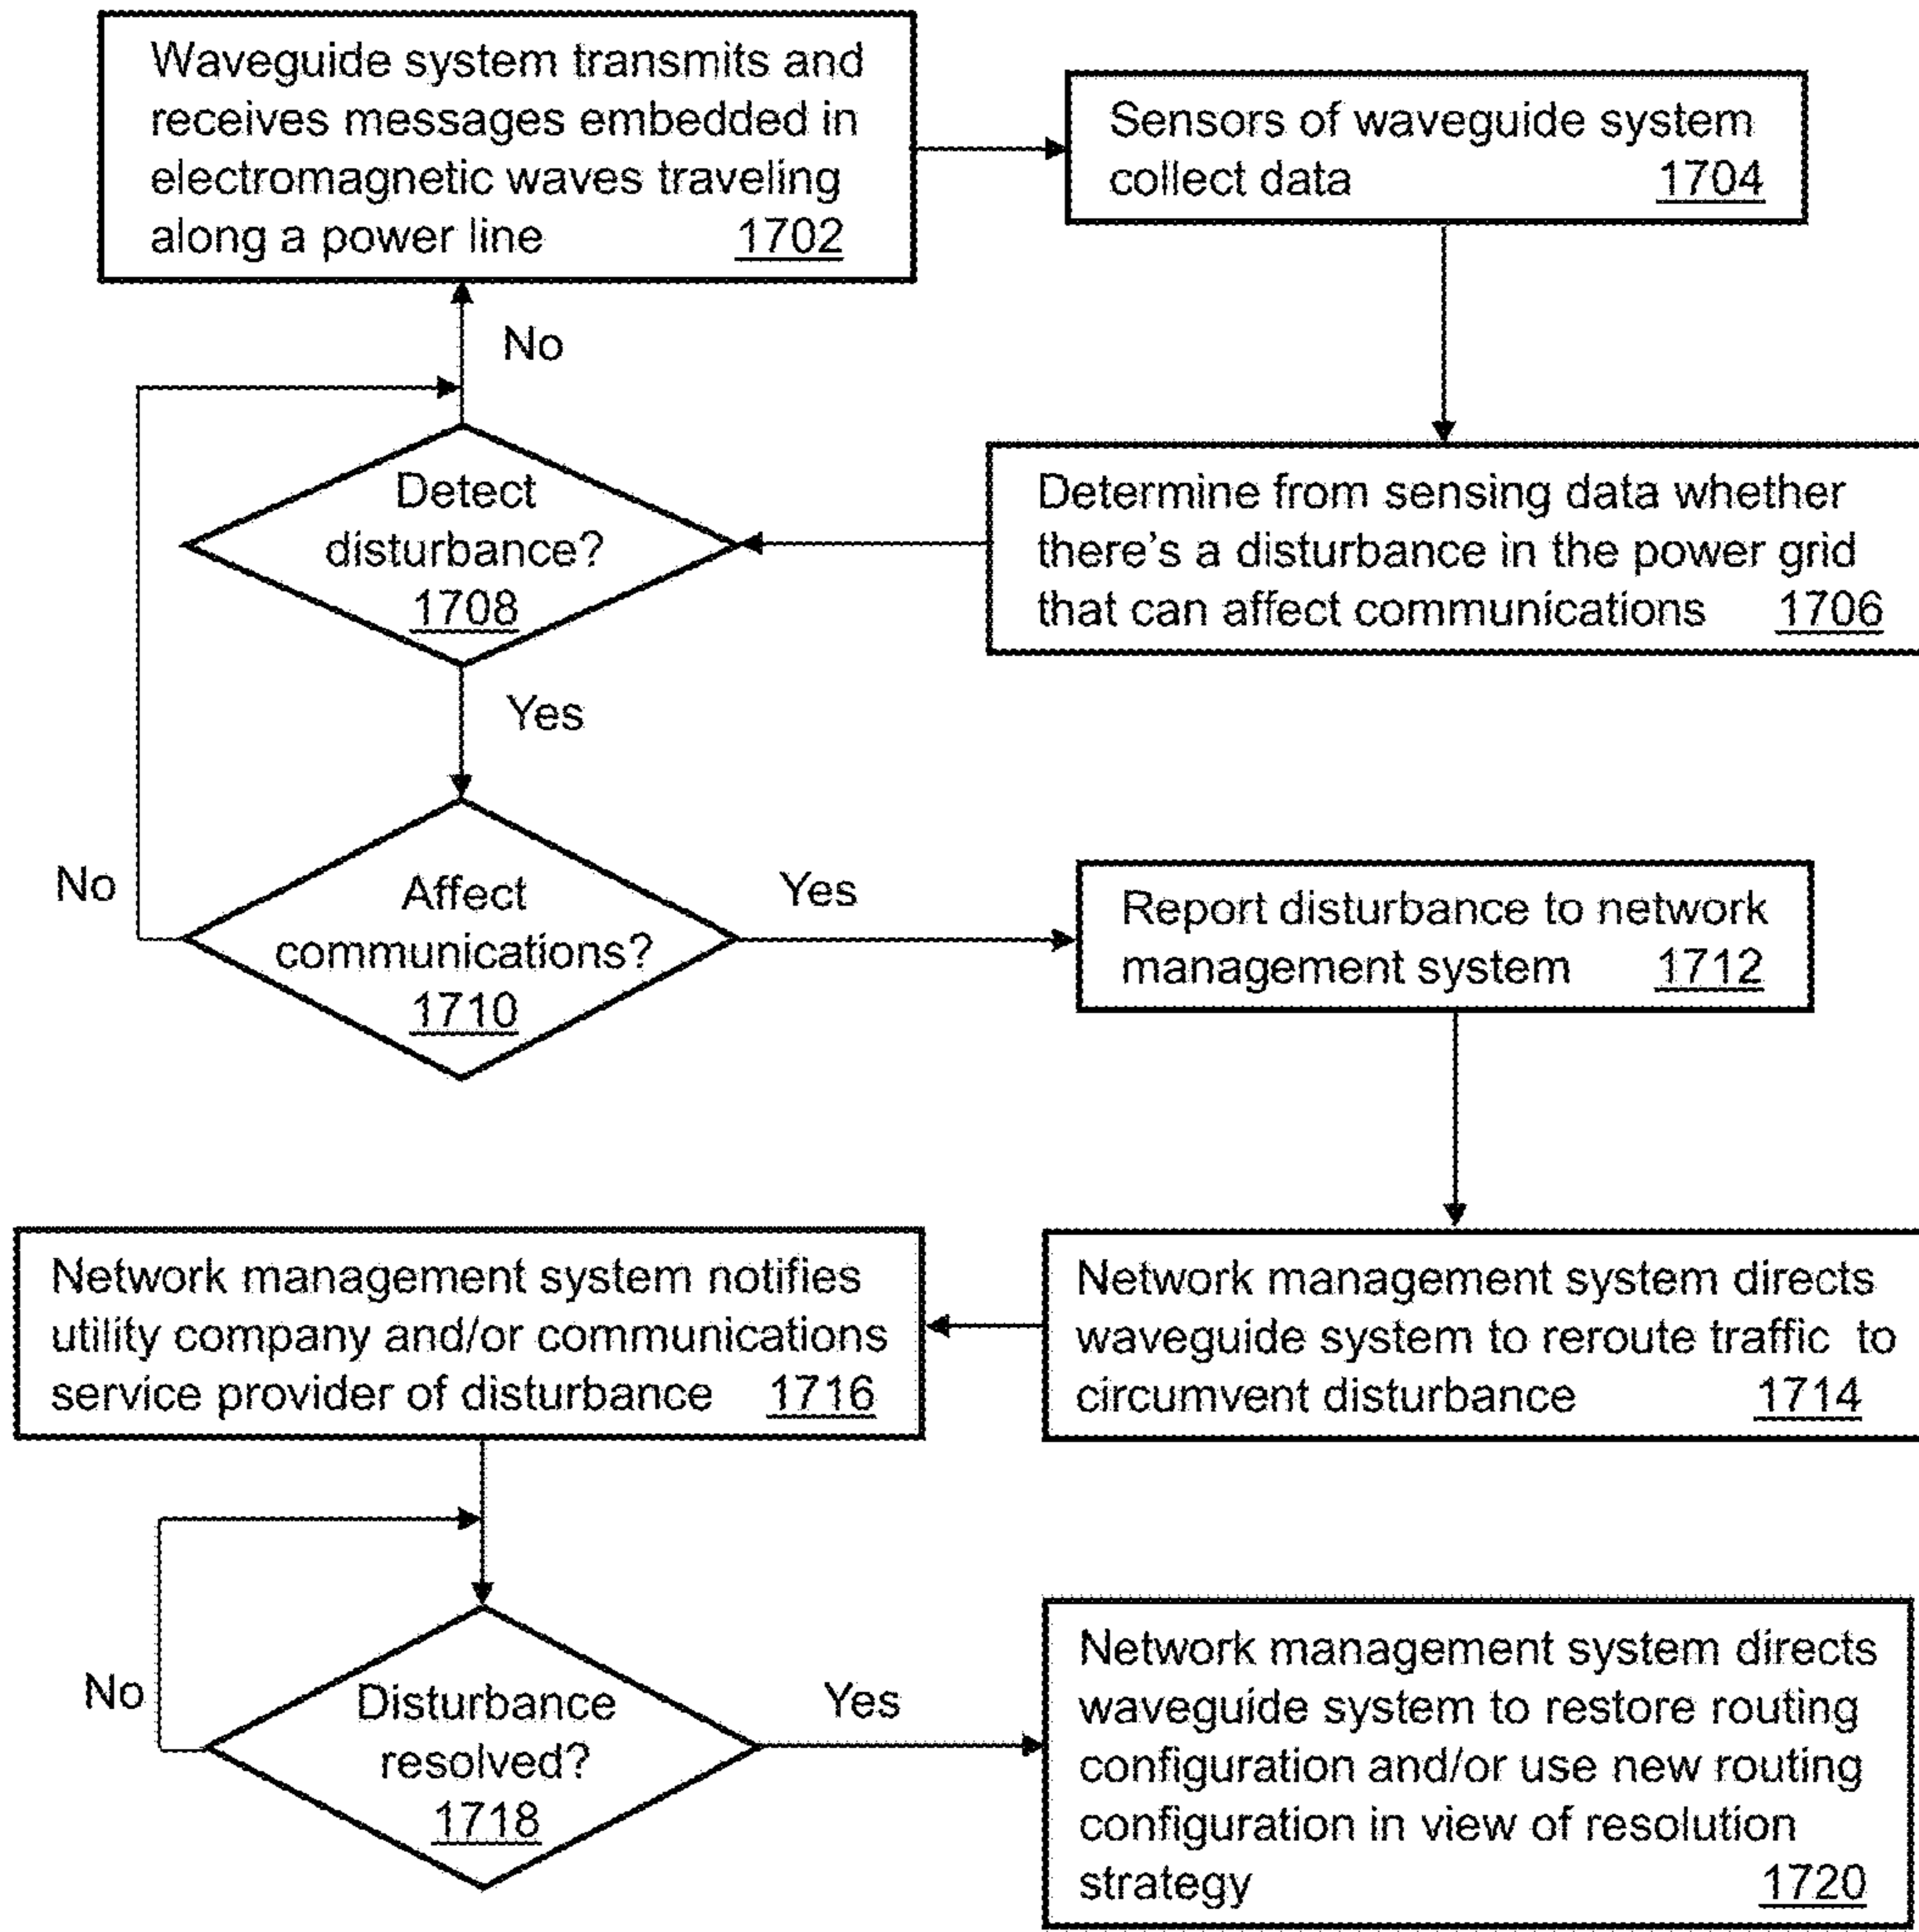 Waveguide system transmits and
receives messages embedded in
electromagnetic waves traveling
along a power line 1702
Sensors of waveguide system
collect data 1704
No
Detect
disturbance?
1708
Determine from sensing data whether
there's a disturbance in the power grid
that can affect communications 1706
Yes
No
Affect
communications?
1710
Yes
Report disturbance to network
management system 1712
Network management system notifies
utility company and/or communications
service provider of disturbance 1716
Network management system directs
waveguide system to reroute traffic to
circumvent disturbance 1714
No
Disturbance
resolved?
1718
Yes
Network management system directs
waveguide system to restore routing
configuration and/or use new routing
configuration in view of resolution
strategy 1720